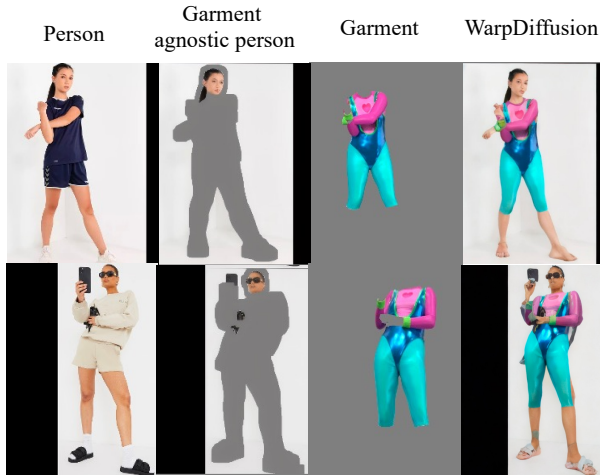 Person
Garment
agnostic person
Garment
WarpDiffusion